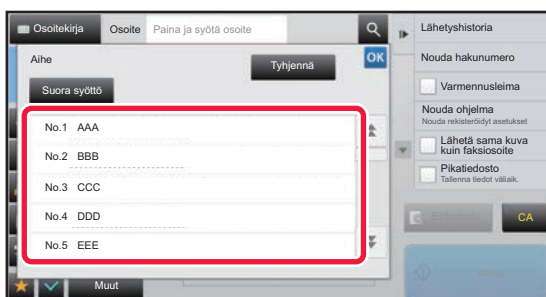 Osoitekirja
Osoite
Paina ja syötä osoite
Aihe
Tyhjennä
OK
Suora syöttö
No.1 AAA
No.2 BBB
No.3 CCC
No.4 DDD
No.5 EEE
Muut
Lähetyshistoria
Nouda hakunumero
Varmennusleima
Nouda ohjelma
Nouda rekisteröidyt asetukset
Lähetä sama kuva
kuin faksiosoite
Pikatiedosto
Tallenna tiedot väliaik.
CA